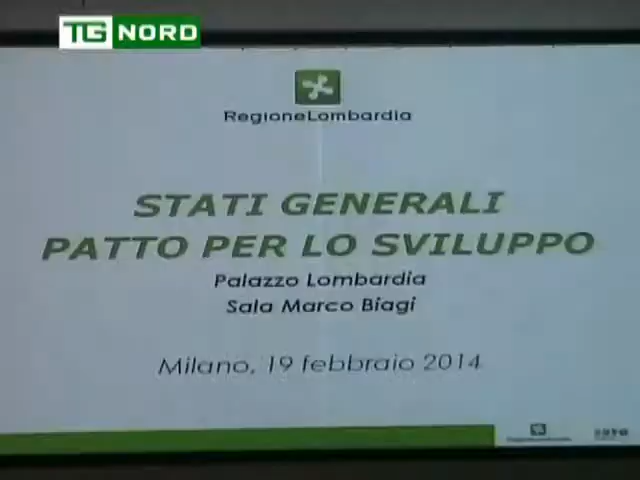 TG NORD
RegioneLombardia
STATI GENERALI
PATTO PER LO SVILUPPO
Palazzo Lombardia
Sala Marco Biagi
Milano, 19 febbraio 2014